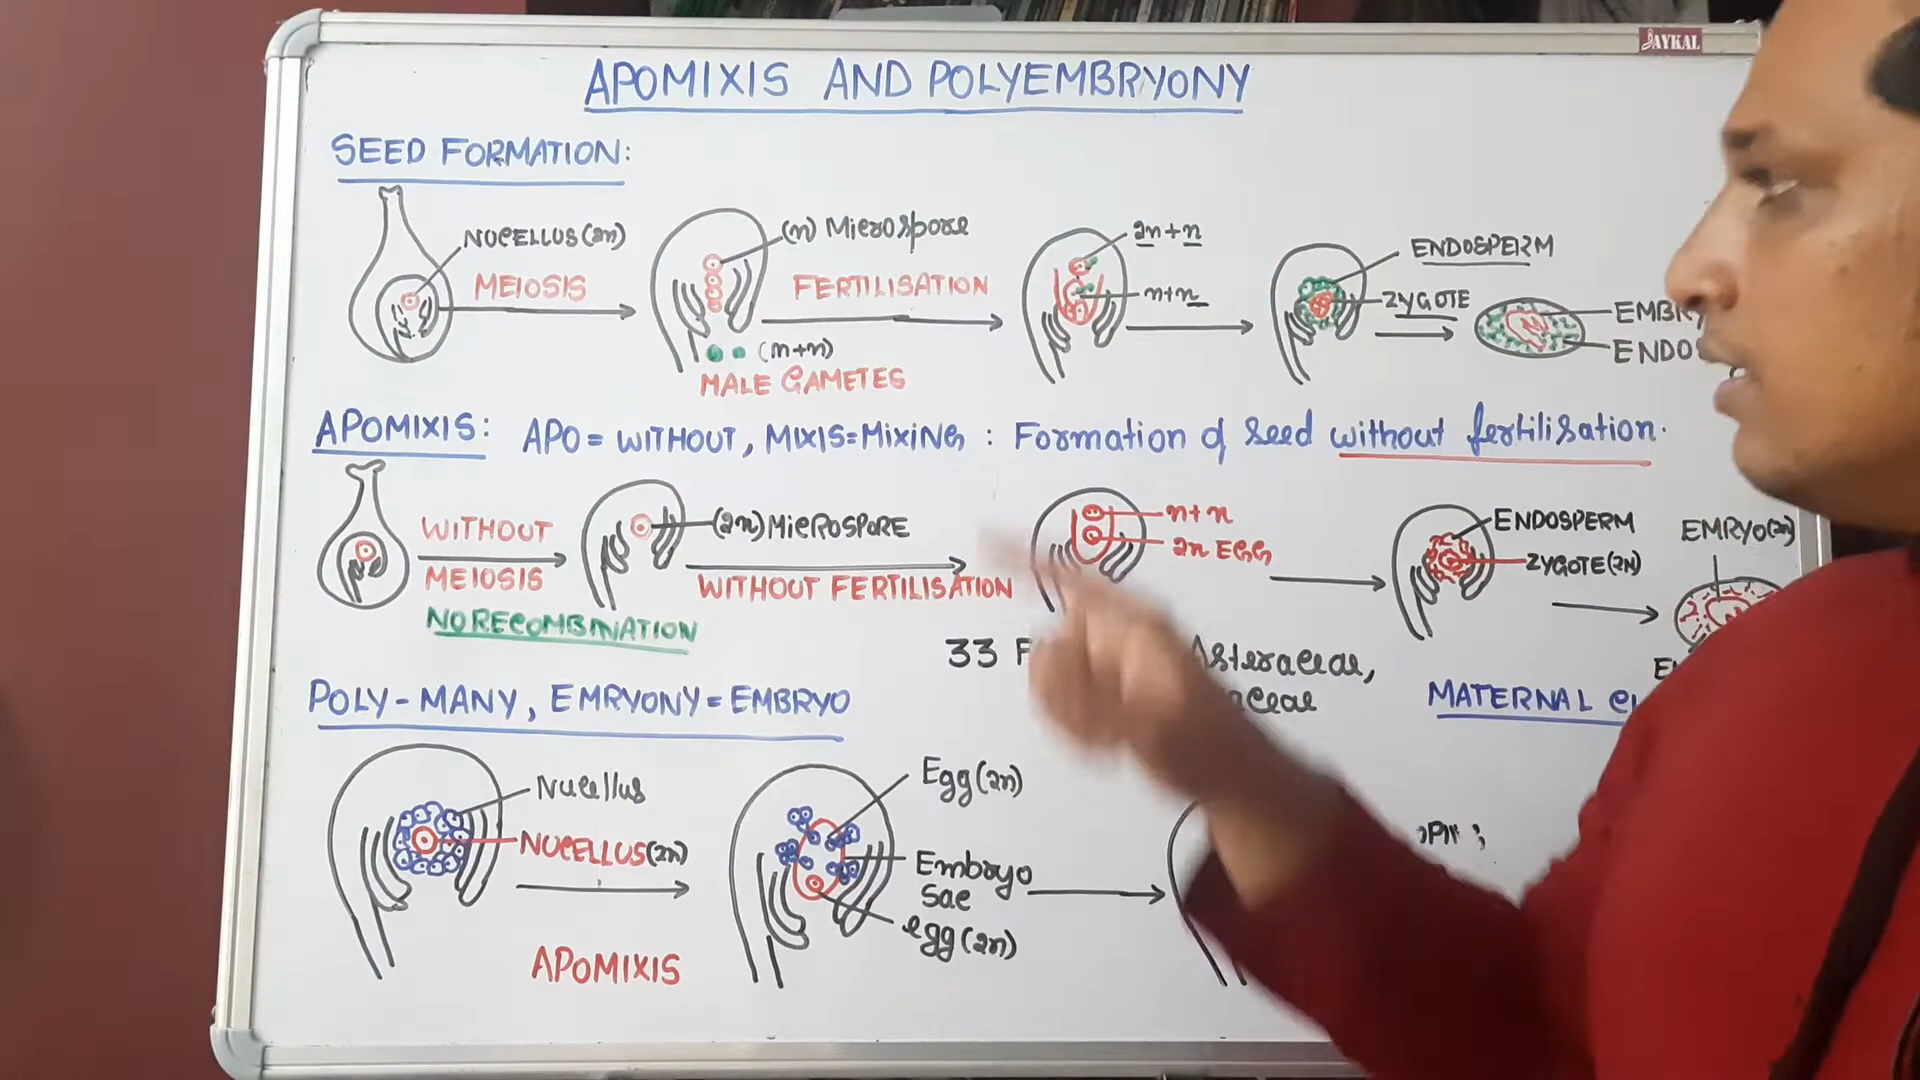 JAYKAL
APOMIXIS AND POLYEMBRYONY
SEED FORMATION:
NUCELLUS (2n)
MEIOSIS
(n) Microspore
(n+n)
MALE GAMETES
FERTILISATION
2n+n
n+n
ENDOSPERM
ZYGOTE
APOMIXIS: APO = WITHOUT, MIXIS=MIXING : Formation of seed without fertilisation.
WITHOUT
MEIOSIS
NO RECOMBINATION
(2n) MICROSPORE
WITHOUT FERTILISATION
n+n
2n EGG
ENDOSPERM
ZYGOTE (2N)
EMRYO (2n)
33 F
Asteraceae,
aceae
MATERNAL
POLY-MANY, EMRYONY = EMBRYO
Nucellus
NUCELLUS (2n)
APOMIXIS
Egg (2n)
Embryo
Sac
egg (2n)